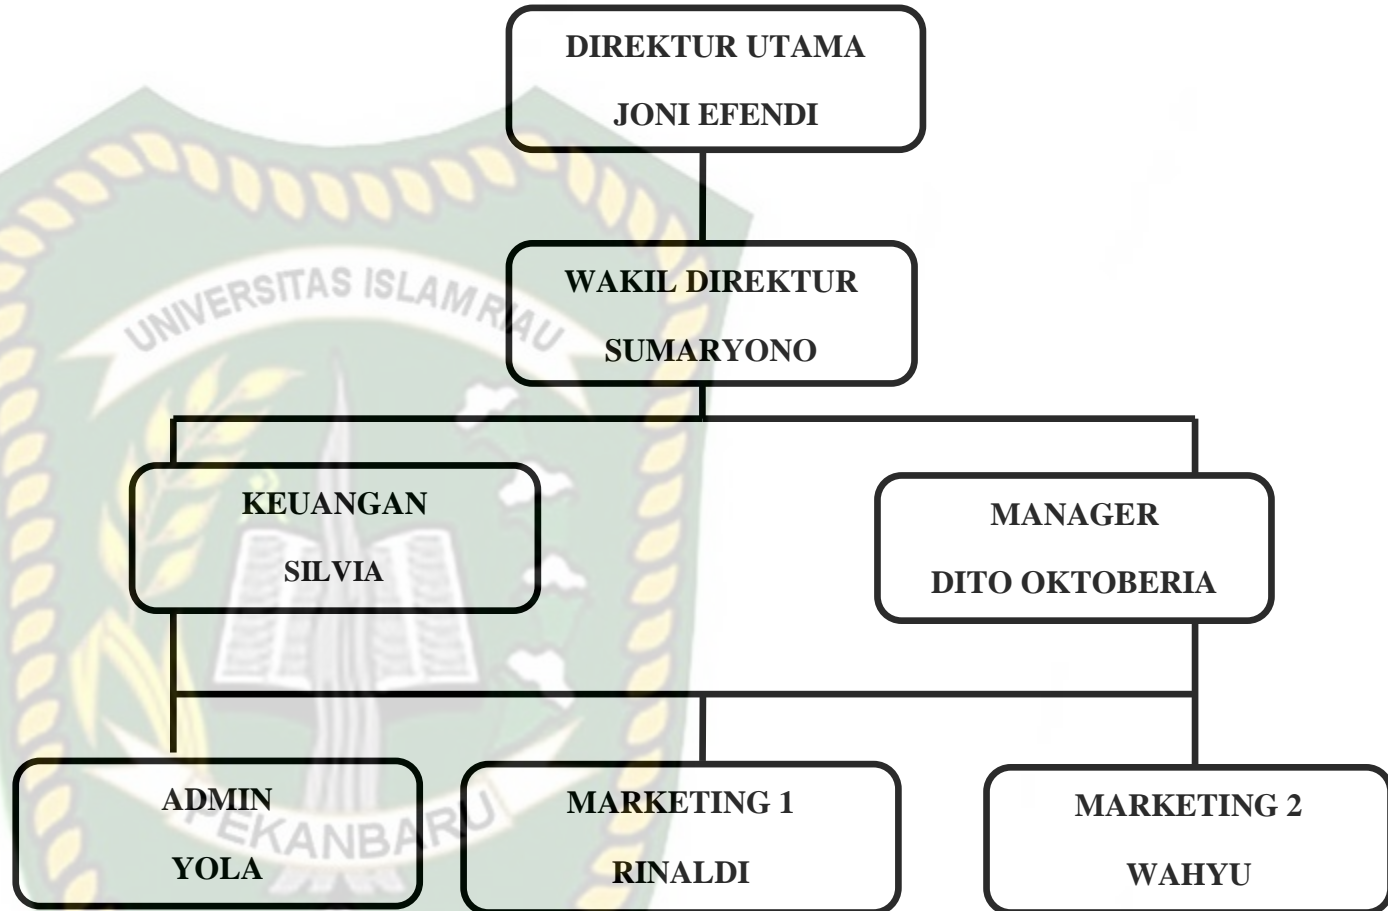 DIREKTUR UTAMA
JONI EFENDI
WAKIL DIREKTUR
SUMARYONO
UNIVERSITAS ISLAM RIAU
KEUANGAN
SILVIA
MANAGER
DITO OKTOBERIA
ADMIN
YOLA
MARKETING 1
RINALDI
MARKETING 2
WAHYU
PEKANBARU